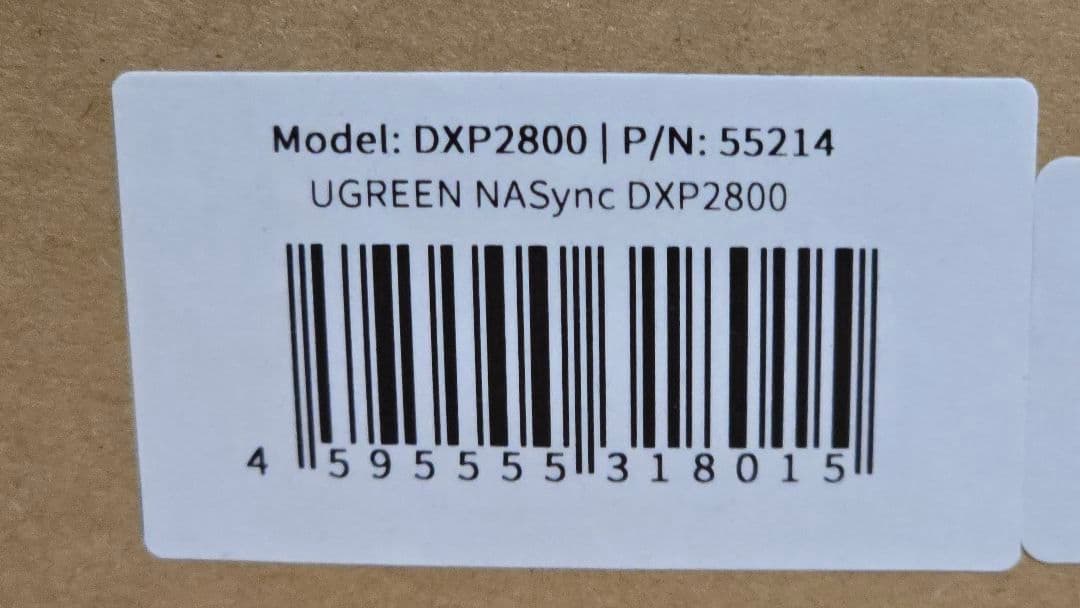 Model: DXP2800 | P/N: 55214
UGREEN NASync DXP2800
4 595555 318015